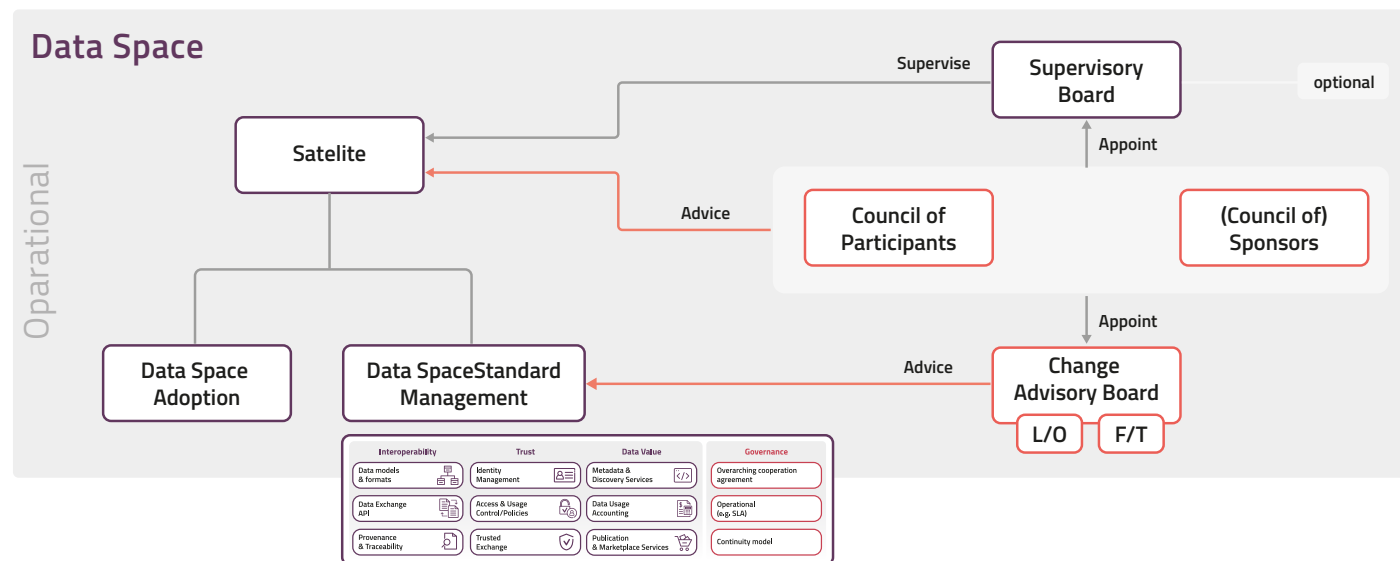 Data Space
Oparational
Supervise
Supervisory
Board
optional
Satelite
Appoint
Advice
Council of
Participants
(Council of)
Sponsors
Appoint
Data Space
Adoption
Data SpaceStandard
Management
Advice
Change
Advisory Board
L/O
F/T
Interoperability
Trust
Data Value
Governance
Data models
& formats
Identity
Management
Metadata &
Discovery Services
</>
Overarching cooperation
agreement
Data Exchange
API
Access & Usage
Control/Policies
Data Usage
Accounting
Operational
(e.g. SLA)
Provenance
& Traceability
Trusted
Exchange
Publication
& Marketplace Services
Continuity model